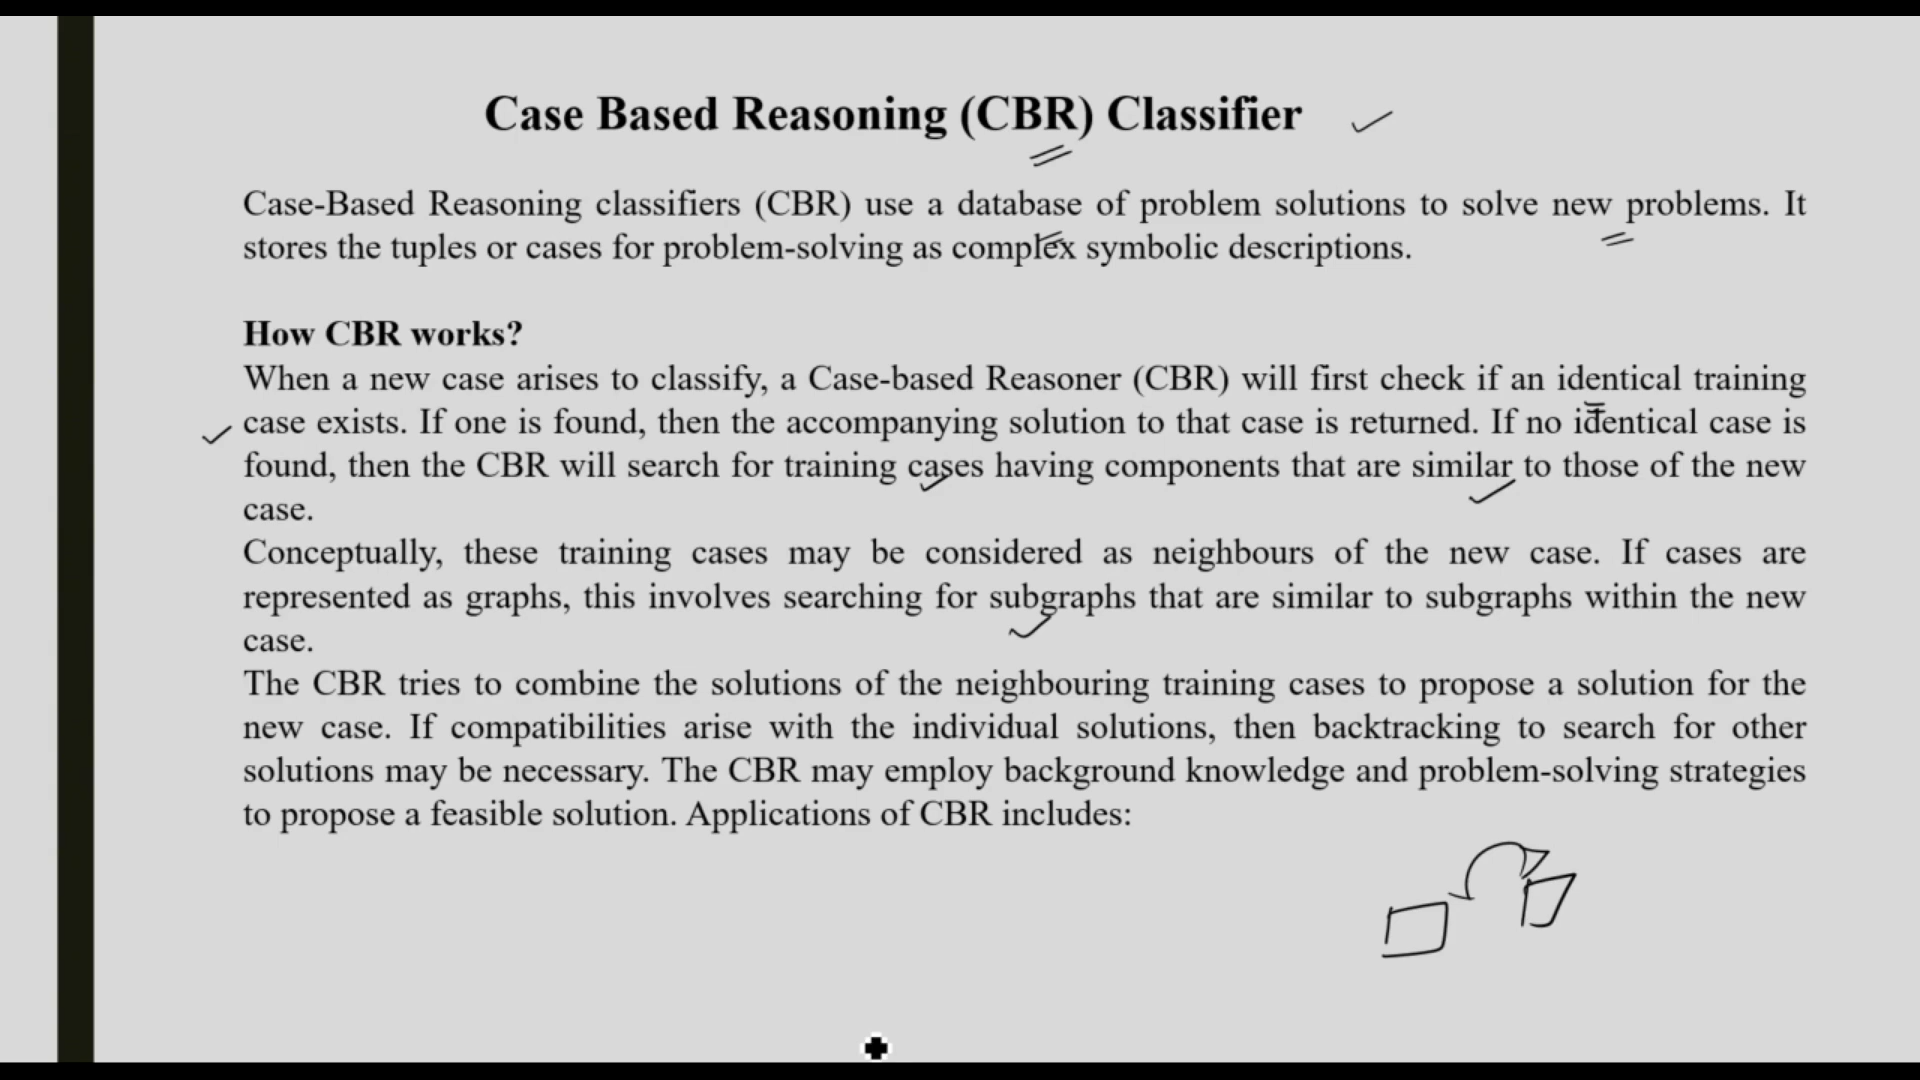 Case Based Reasoning (CBR) Classifier
Case-Based Reasoning classifiers (CBR) use a database of problem solutions to solve new problems. It
stores the tuples or cases for problem-solving as complex symbolic descriptions.
How CBR works?
When a new case arises to classify, a Case-based Reasoner (CBR) will first check if an identical training
case exists. If one is found, then the accompanying solution to that case is returned. If no identical case is
found, then the CBR will search for training cases having components that are similar to those of the new
case.
Conceptually, these training cases may be considered as neighbours of the new case. If cases are
represented as graphs, this involves searching for subgraphs that are similar to subgraphs within the new
case.
The CBR tries to combine the solutions of the neighbouring training cases to propose a solution for the
new case. If compatibilities arise with the individual solutions, then backtracking to search for other
solutions may be necessary. The CBR may employ background knowledge and problem-solving strategies
to propose a feasible solution. Applications of CBR includes: